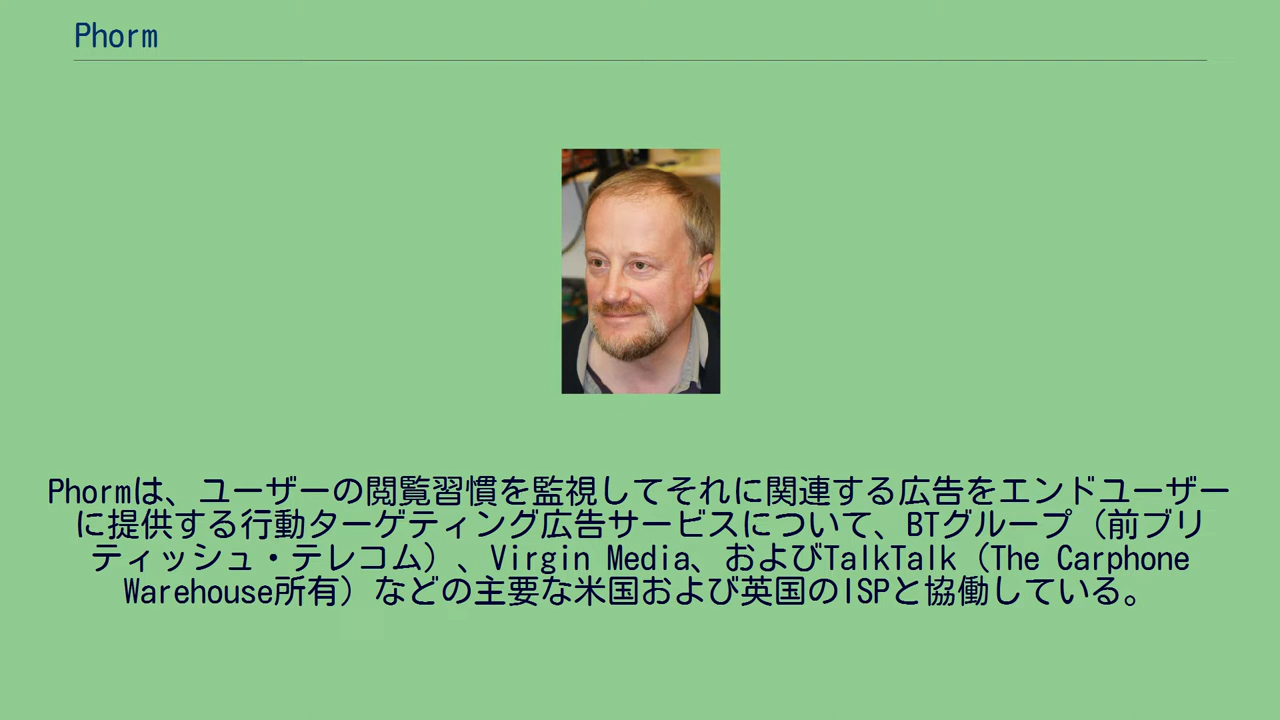 Phorm
Phormは、ユーザーの閲覧習慣を監視してそれに関連する広告をエンドユーザー
に提供する行動ターゲティング広告サービスについて、BTグループ（前ブリ
ティッシュ・テレコム）、Virgin Media、およびTalkTalk（The Carphone
Warehouse所有）などの主要な米国および英国のISPと協働している。